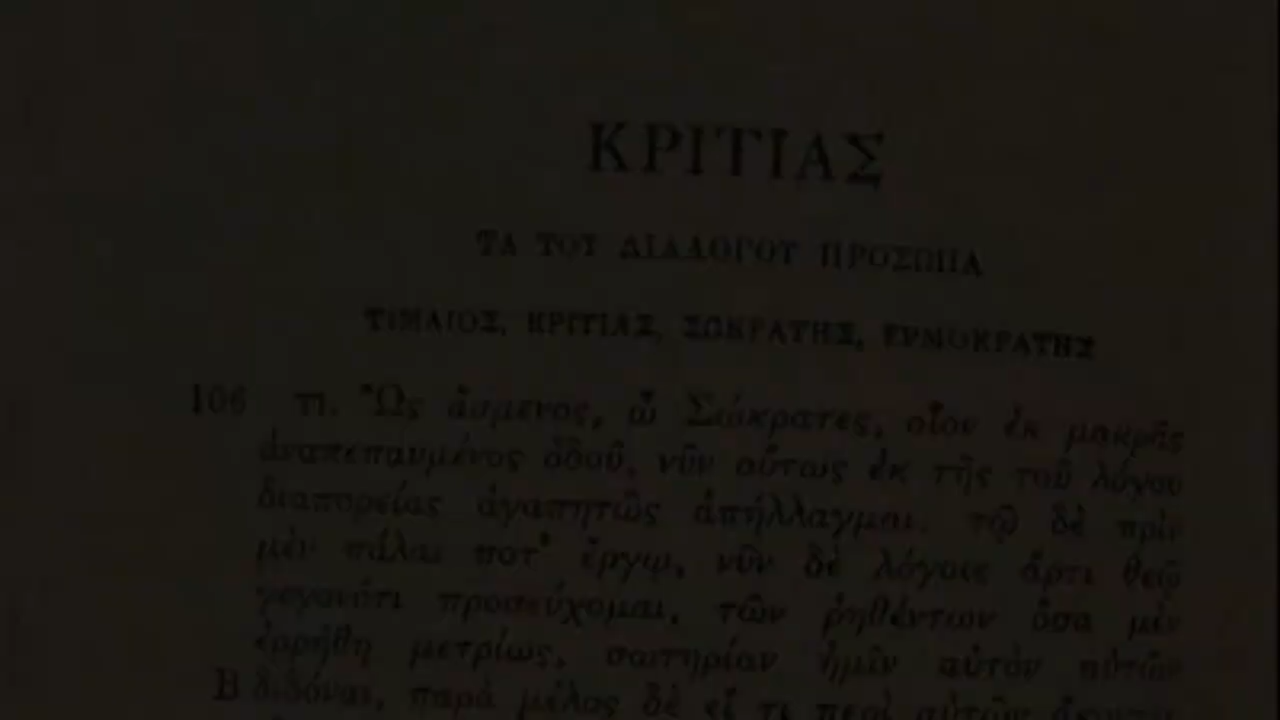 ΚΡΙΤΙΑΣ
ΤΑ ΤΟΥ ΔΙΑΛΟΓΟΥ ΠΡΟΣΩΠΑ
ΤΙΜΑΙΟΣ, ΚΡΙΤΙΑΣ, ΣΩΚΡΑΤΗΣ, ΕΡΜΟΚΡΑΤΗΣ
106 ΤΙ. Ὡς ἄσμενος, ὦ Σώκρατες, οἷον ἐκ μακρᾶς
ἀναπεπαυμένος ὁδοῦ, νῦν οὕτως ἐκ τῆς τοῦ λόγου
διαπορείας ἀγαπητῶς ἀπήλλαγμαι. τῷ δὲ πρὶν
μὲν πάλαι ποτ’ ἔργῳ, νῦν δὲ λόγοις ἄρτι θεῷ
γεγονότι προσεύχομαι, τῶν ῥηθέντων ὅσα μὲν
ἐρρήθη μετρίως, σωτηρίαν ἡμῖν αὐτὸν αὐτῶν
B διδόναι, παρὰ μέλος δὲ εἴ τι περὶ αὐτῶν ἄκοντες